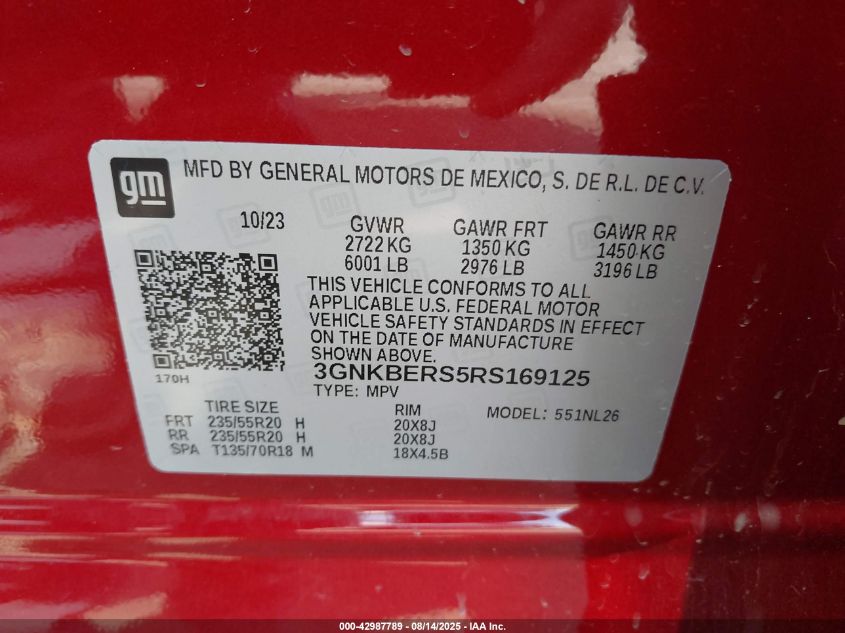 gm
MFD BY GENERAL MOTORS DE MEXICO, S. DE R.L. DE C.V.
10/23 GVWR GAWR FRT GAWR RR
2722 KG 1350 KG 1450 KG
6001 LB 2976 LB 3196 LB
THIS VEHICLE CONFORMS TO ALL
APPLICABLE U.S. FEDERAL MOTOR
VEHICLE SAFETY STANDARDS IN EFFECT
ON THE DATE OF MANUFACTURE
SHOWN ABOVE.
170H
3GNKBERS5RS169125
TYPE: MPV
TIRE SIZE RIM MODEL: 551NL26
FRT 235/55R20 H 20X8J
RR 235/55R20 H 20X8J
SPA T135/70R18 M 18X4.5B
000-42987789 - 08/14/2025 - IAA Inc.